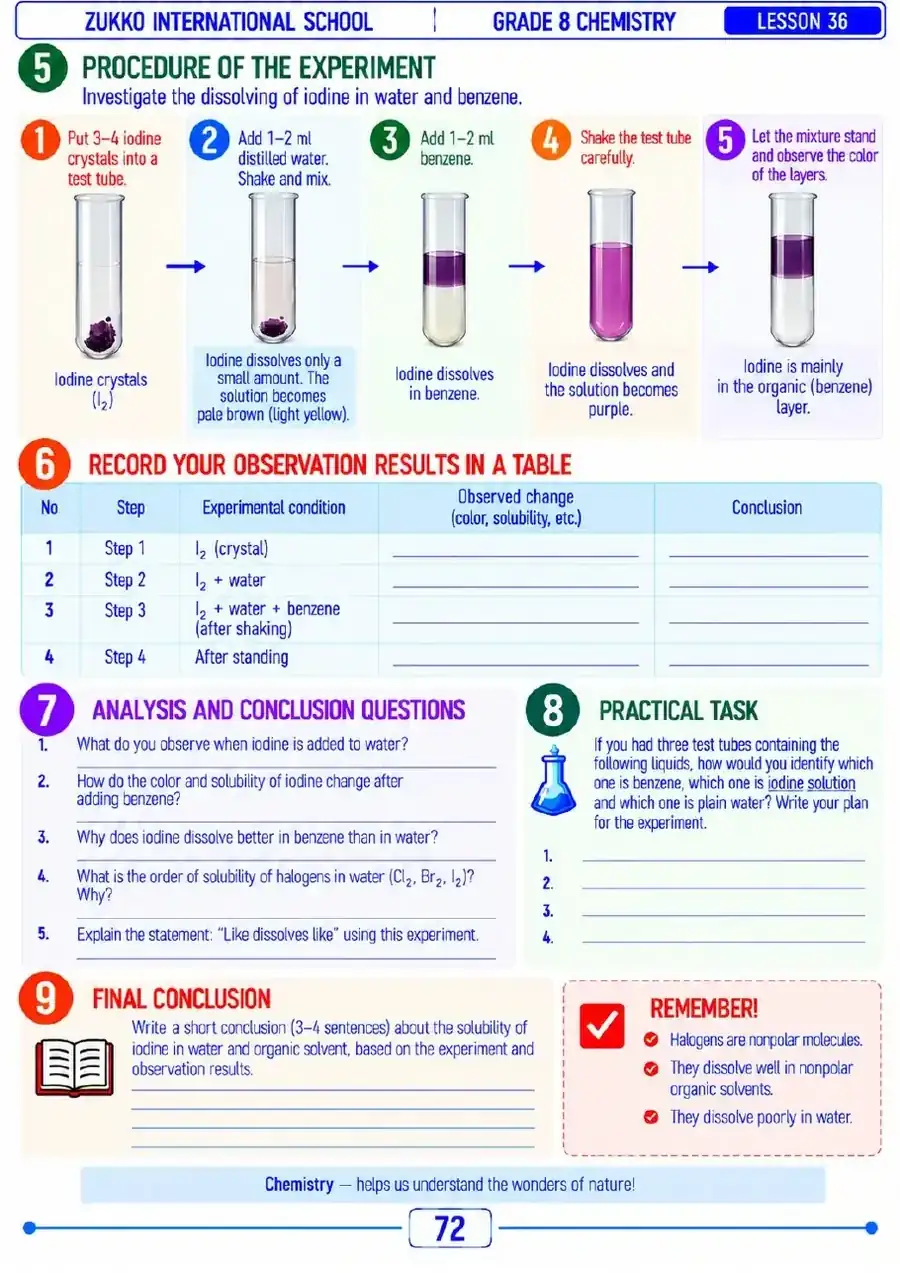 ZUKKO INTERNATIONAL SCHOOL | GRADE 8 CHEMISTRY LESSON 36
5 PROCEDURE OF THE EXPERIMENT
Investigate the dissolving of iodine in water and benzene.
1 Put 3–4 iodine
crystals into a
test tube.
Iodine crystals
(I₂)
2 Add 1–2 ml
distilled water.
Shake and mix.
Iodine dissolves only a
small amount. The
solution becomes
pale brown (light yellow).
3 Add 1–2 ml
benzene.
Iodine dissolves
in benzene.
4 Shake the test tube
carefully.
Iodine dissolves and
the solution becomes
purple.
5 Let the mixture stand
and observe the color
of the layers.
Iodine is mainly
in the organic (benzene)
layer.
6 RECORD YOUR OBSERVATION RESULTS IN A TABLE
No Step Experimental condition Observed change
(color, solubility, etc.) Conclusion
1 Step 1 I₂ (crystal)
2 Step 2 I₂ + water
3 Step 3 I₂ + water + benzene
(after shaking)
4 Step 4 After standing
7 ANALYSIS AND CONCLUSION QUESTIONS
1. What do you observe when iodine is added to water?
2. How do the color and solubility of iodine change after
adding benzene?
3. Why does iodine dissolve better in benzene than in water?
4. What is the order of solubility of halogens in water (Cl₂, Br₂, I₂)?
Why?
5. Explain the statement: “Like dissolves like” using this experiment.
8 PRACTICAL TASK
If you had three test tubes containing the
following liquids, how would you identify which
one is benzene, which one is iodine solution
and which one is plain water? Write your plan
for the experiment.
1.
2.
3.
4.
9 FINAL CONCLUSION
Write a short conclusion (3–4 sentences) about the solubility of
iodine in water and organic solvent, based on the experiment and
observation results.
REMEMBER!
Halogens are nonpolar molecules.
They dissolve well in nonpolar
organic solvents.
They dissolve poorly in water.
Chemistry — helps us understand the wonders of nature!
72